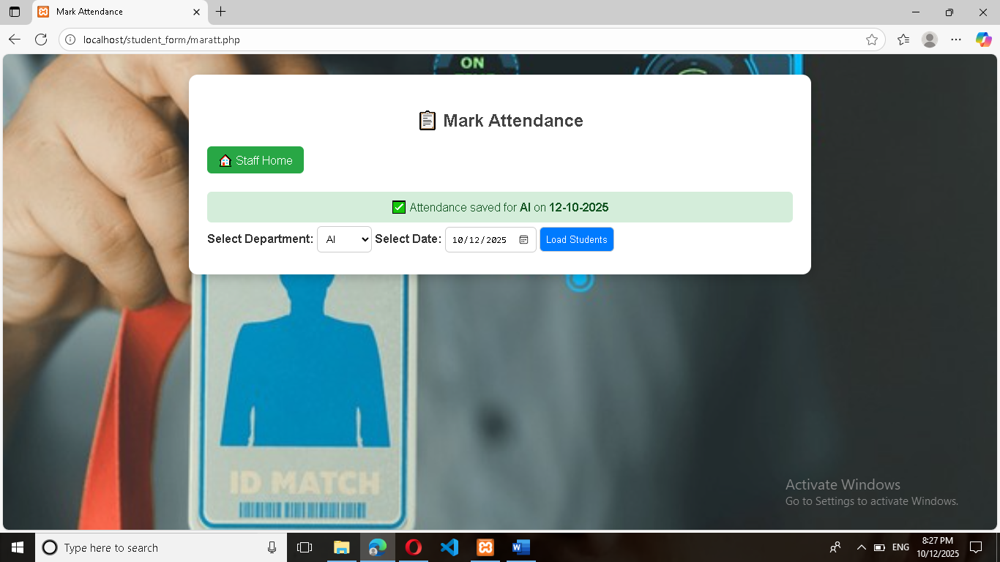 Mark Attendance
localhost/student_form/maratt.php
ON
📋 Mark Attendance
🏠 Staff Home
✅ Attendance saved for AI on 12-10-2025
Select Department: AI Select Date: 10/12/2025 Load Students
ID MATCH
Activate Windows
Go to Settings to activate Windows.
Type here to search
ENG
8:27 PM
10/12/2025